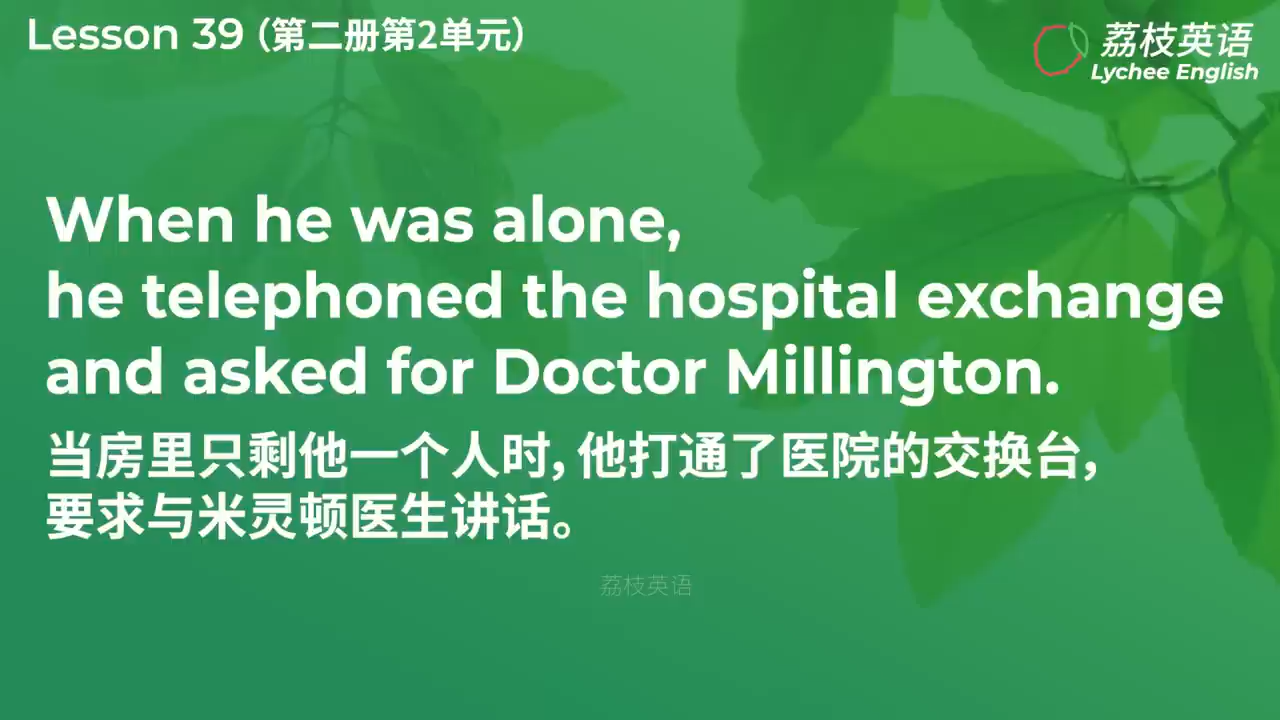 Lesson 39（第二册第2单元）
荔枝英语
Lychee English
When he was alone,
he telephoned the hospital exchange
and asked for Doctor Millington.
当房里只剩他一个人时, 他打通了医院的交换台,
要求与米灵顿医生讲话。
荔枝英语